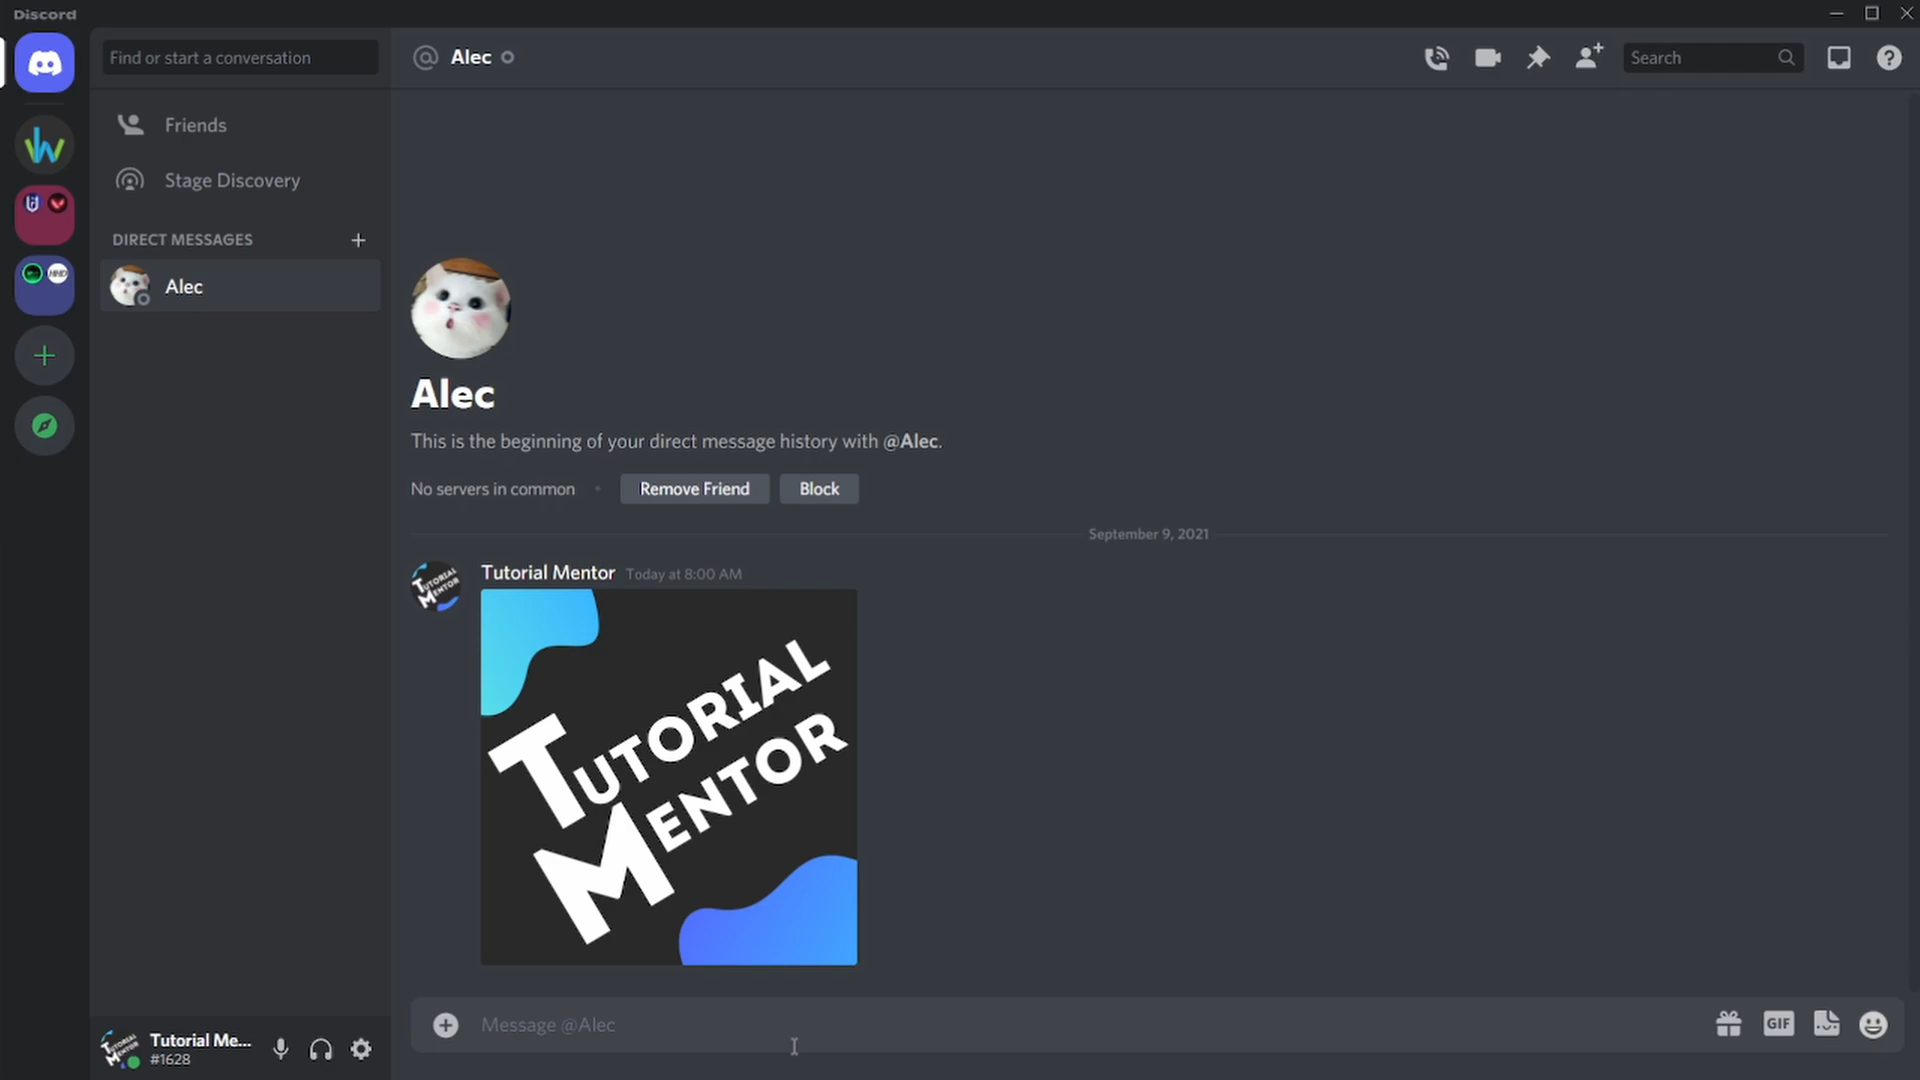 Discord
Find or start a conversation
Alec
Search
Friends
Stage Discovery
DIRECT MESSAGES
Alec
Alec
This is the beginning of your direct message history with @Alec.
No servers in common
Remove Friend
Block
September 9, 2021
Tutorial Mentor Today at 8:00 AM
TUTORIAL
MENTOR
TUTORIAL
MENTOR
Message @Alec
GIF
Tutorial Me...
#1628